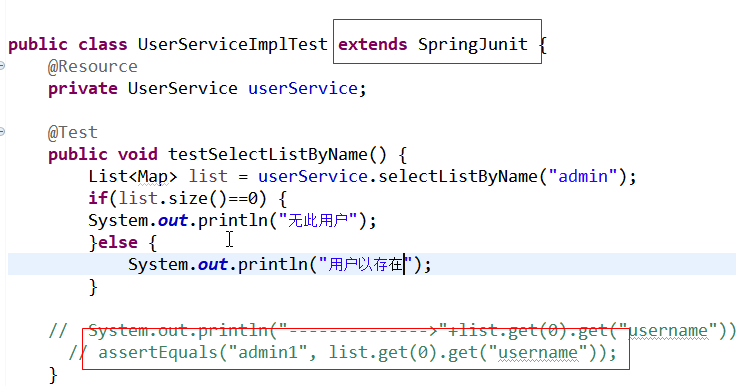 public class UserServiceImplTest extends SpringJunit {
@Resource
private UserService userService;
@Test
public void testSelectListByName() {
List<Map> list = userService.selectListByName("admin");
if(list.size()==0) {
System.out.println("无此用户");
}else {
System.out.println("用户以存在");
}
//  System.out.println("-------------->"+list.get(0).get("username"))
// assertEquals("admin1", list.get(0).get("username"));
}